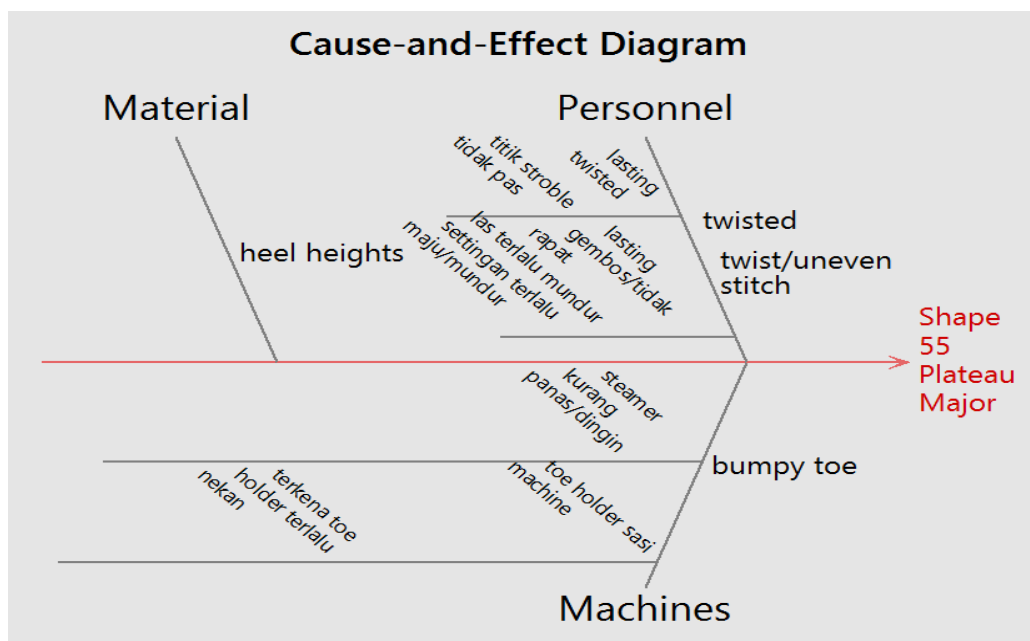 Cause-and-Effect Diagram
Material
Personnel
titik stroble
tidak pas
lasting
twisted
twisted
heel heights
las terlalu mundur
settingan terlalu
maju/mundur
lasting
gembos/tidak
rapat
twist/uneven
stitch
Shape
55
Plateau
Major
steamer
kurang
panas/dingin
bumpy toe
terkena toe
holder terlalu
nekan
toe holder sasi
machine
Machines